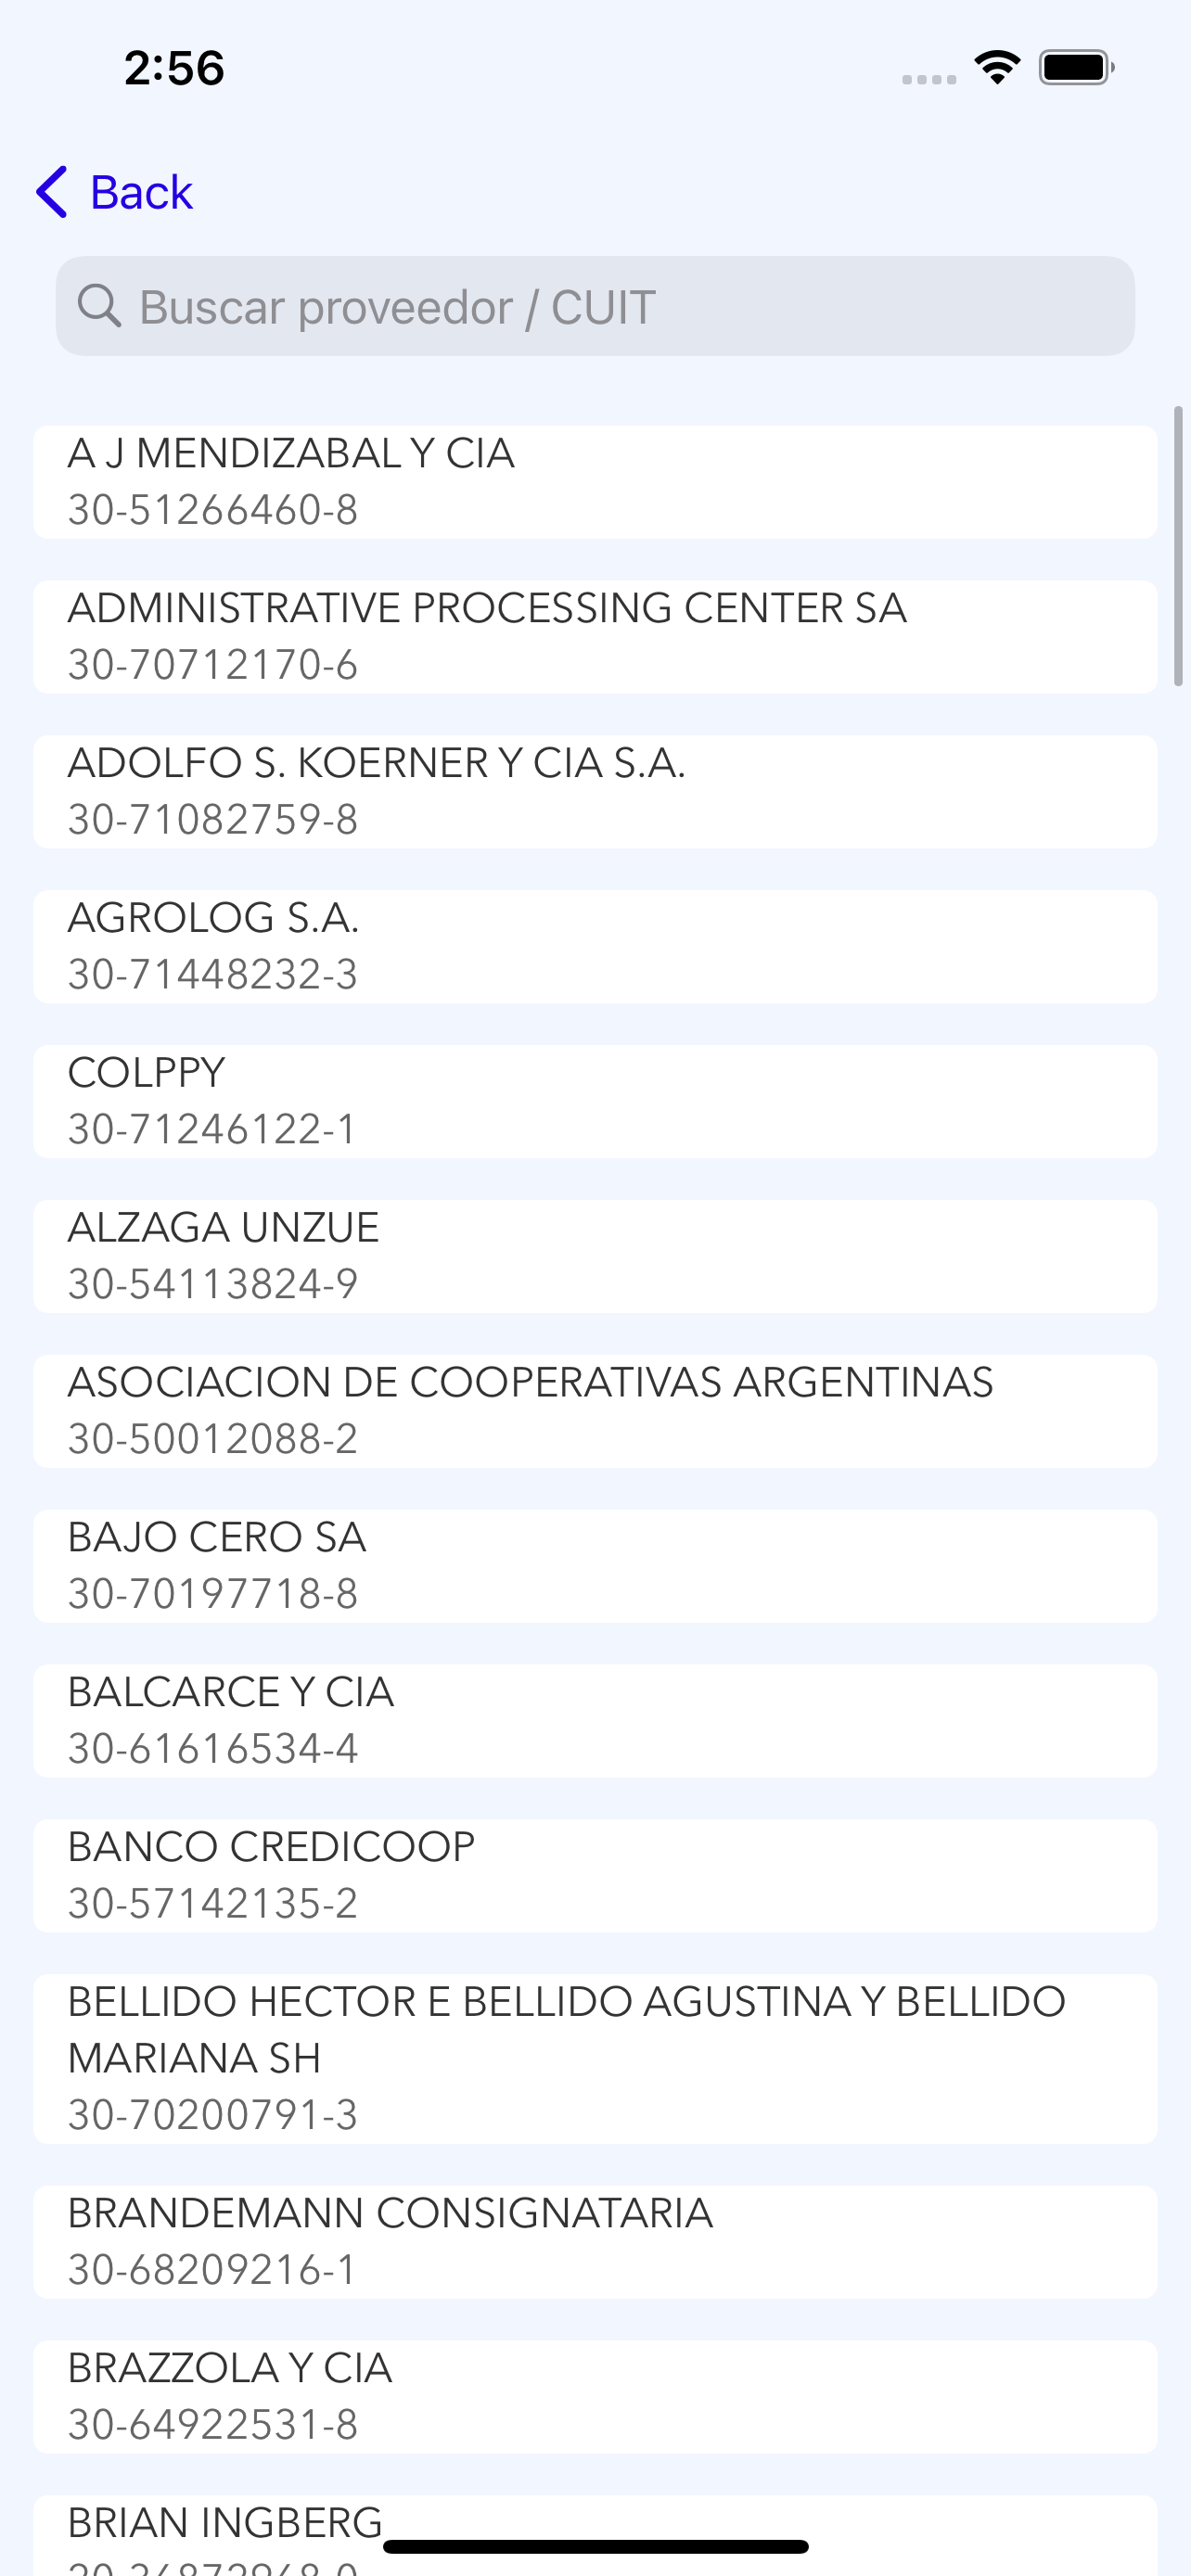 2:56
Back
Buscar proveedor / CUIT
A J MENDIZABAL Y CIA
30-51266460-8
ADMINISTRATIVE PROCESSING CENTER SA
30-70712170-6
ADOLFO S. KOERNER Y CIA S.A.
30-71082759-8
AGROLOG S.A.
30-71448232-3
COLPPY
30-71246122-1
ALZAGA UNZUE
30-54113824-9
ASOCIACION DE COOPERATIVAS ARGENTINAS
30-50012088-2
BAJO CERO SA
30-70197718-8
BALCARCE Y CIA
30-61616534-4
BANCO CREDICOOP
30-57142135-2
BELLIDO HECTOR E BELLIDO AGUSTINA Y BELLIDO
MARIANA SH
30-70200791-3
BRANDEMANN CONSIGNATARIA
30-68209216-1
BRAZZOLA Y CIA
30-64922531-8
BRIAN INGBERG